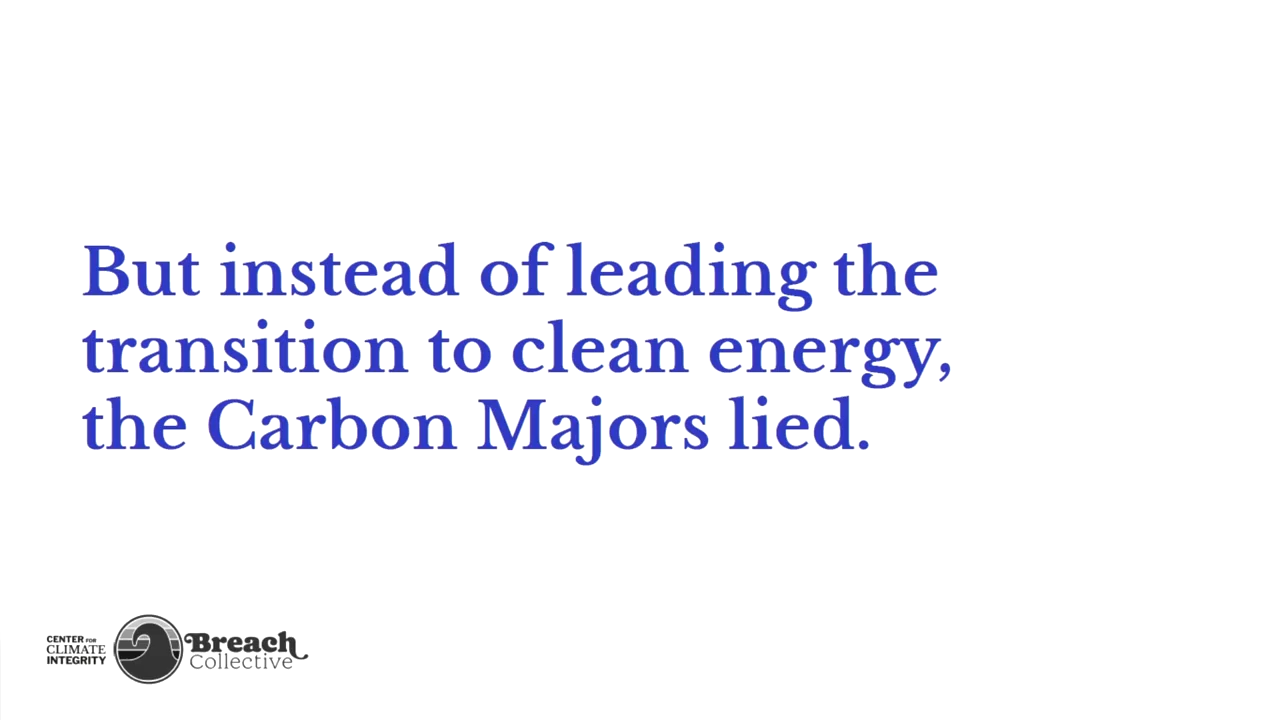 But instead of leading the
transition to clean energy,
the Carbon Majors lied.
CENTER FOR
CLIMATE
INTEGRITY
Breach
Collective